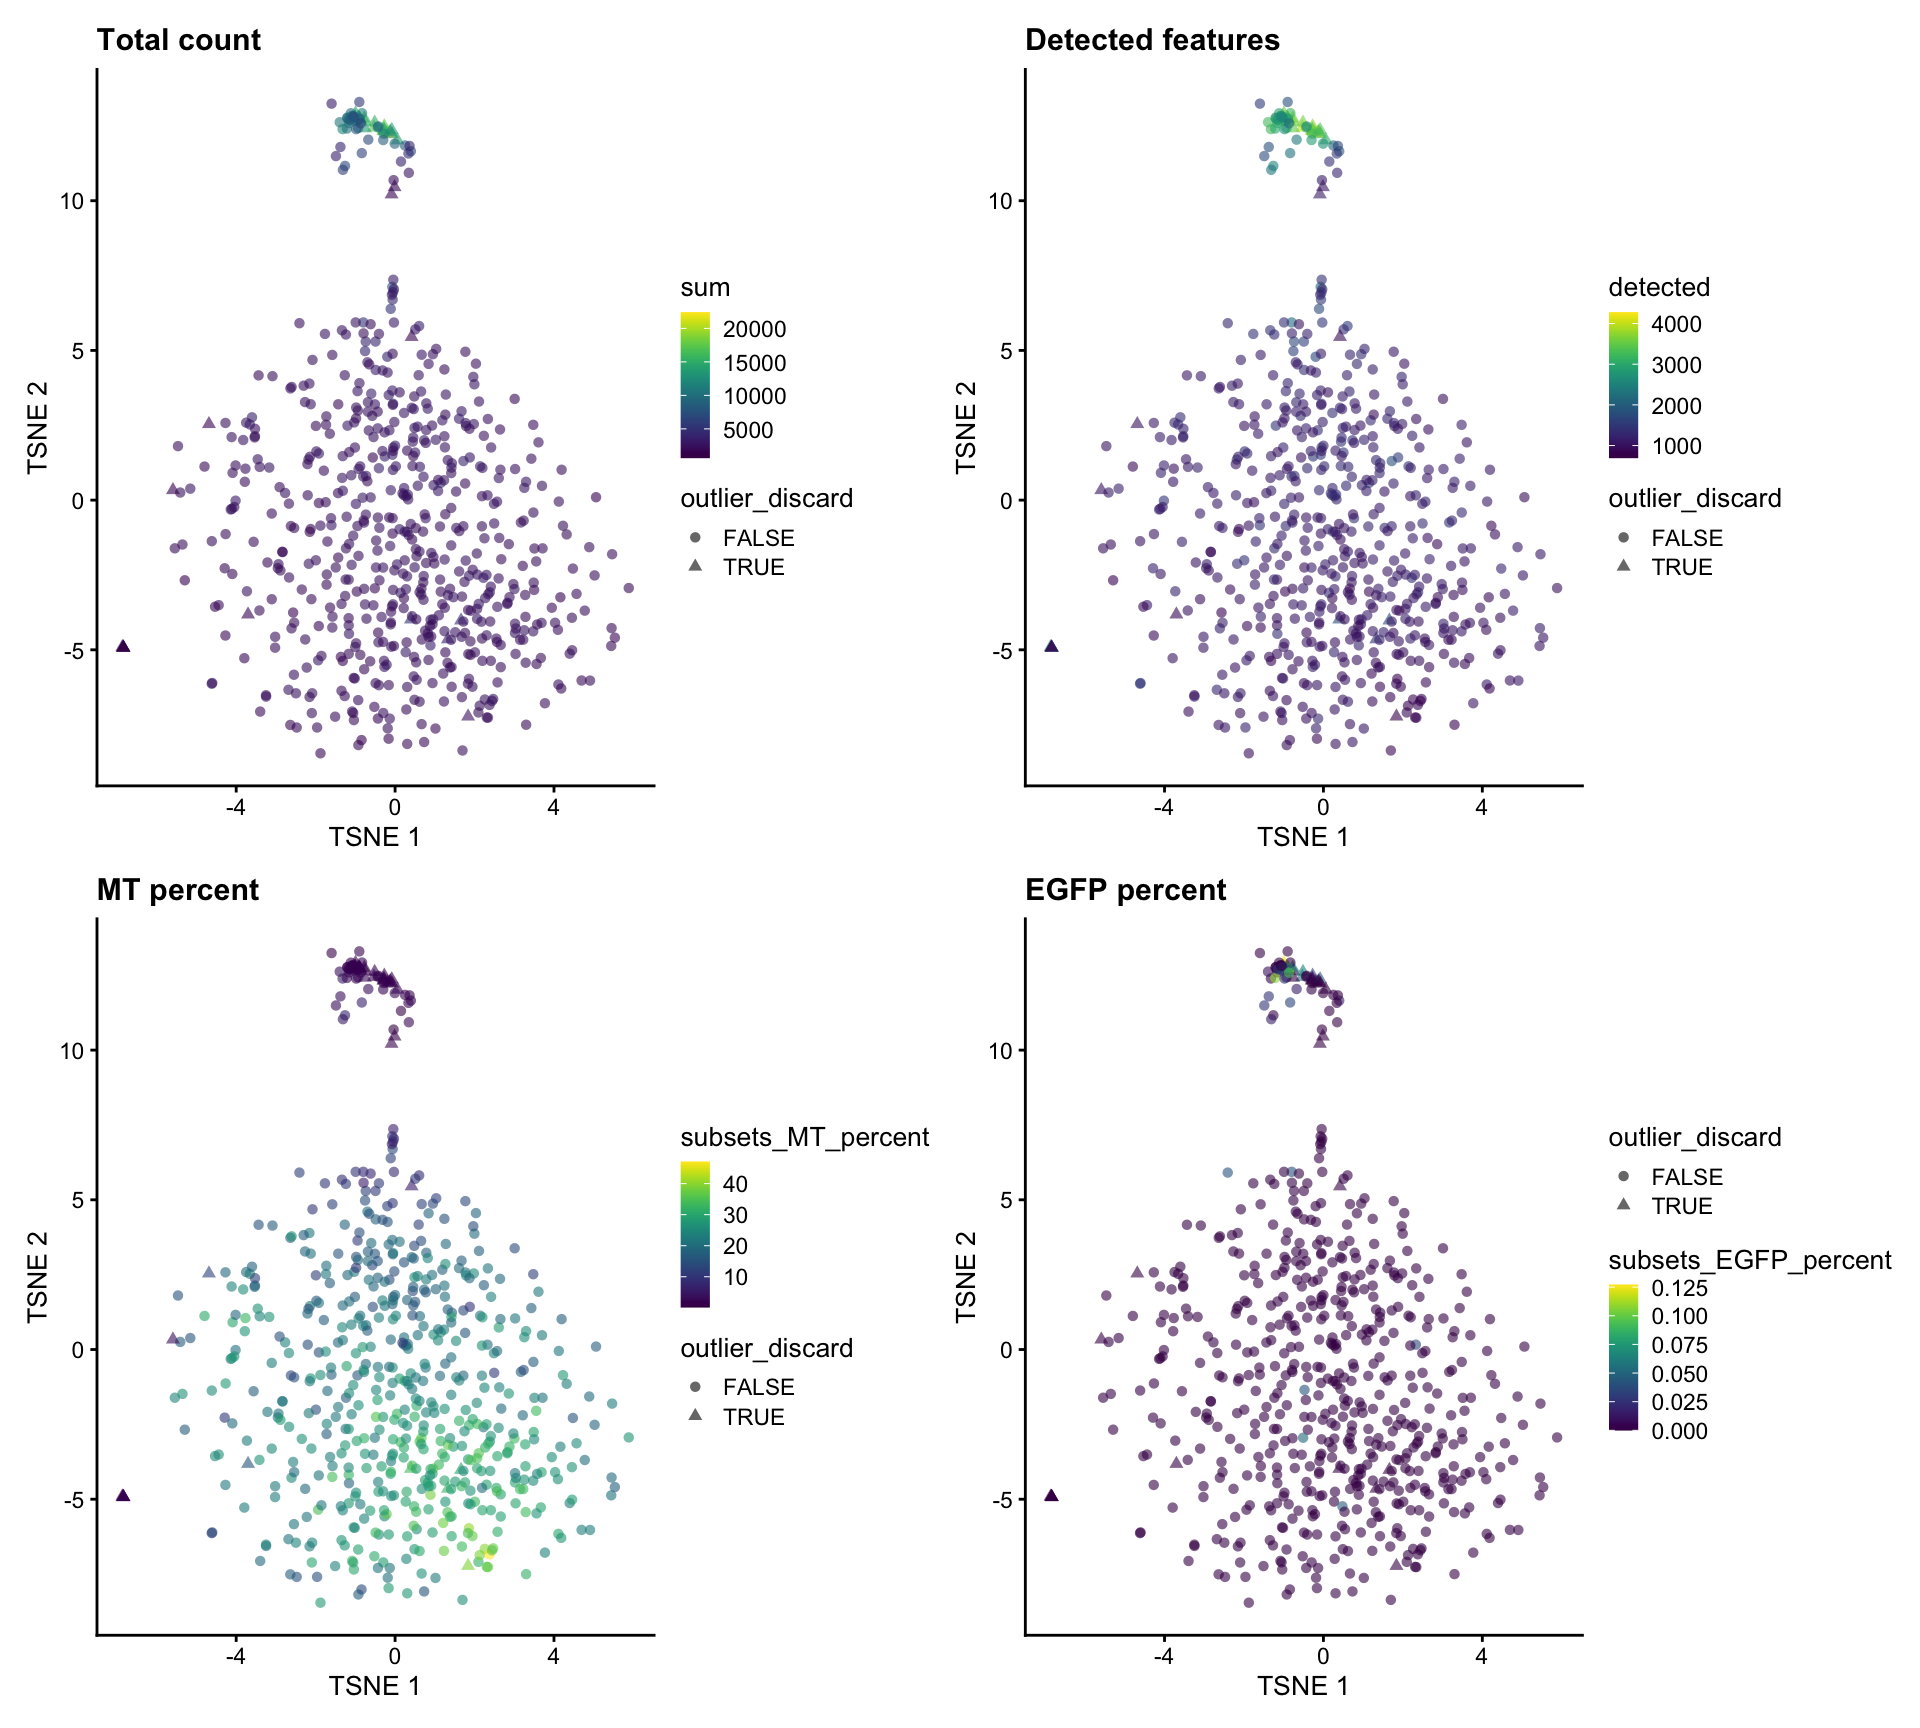 Total count
10
5
0
-5
TSNE 2
-4 0 4
TSNE 1
sum
20000
15000
10000
5000
outlier_discard
FALSE
TRUE
Detected features
10
5
0
-5
TSNE 2
-4 0 4
TSNE 1
detected
4000
3000
2000
1000
outlier_discard
FALSE
TRUE
MT percent
10
5
0
-5
TSNE 2
-4 0 4
TSNE 1
subsets_MT_percent
40
30
20
10
outlier_discard
FALSE
TRUE
EGFP percent
10
5
0
-5
TSNE 2
-4 0 4
TSNE 1
outlier_discard
FALSE
TRUE
subsets_EGFP_percent
0.125
0.100
0.075
0.050
0.025
0.000